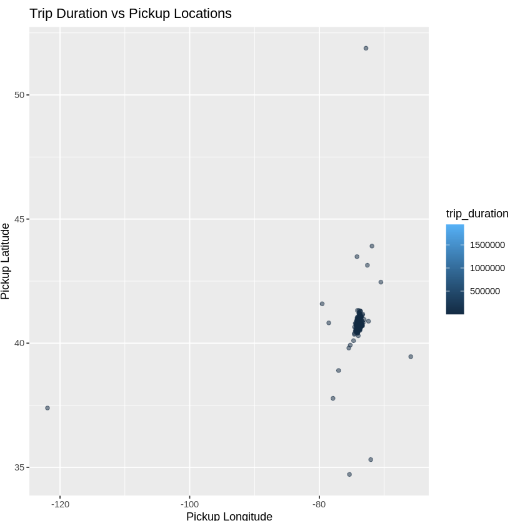 Trip Duration vs Pickup Locations
50
45
40
35
Pickup Latitude
-120
-100
-80
Pickup Longitude
trip_duration
1500000
1000000
500000